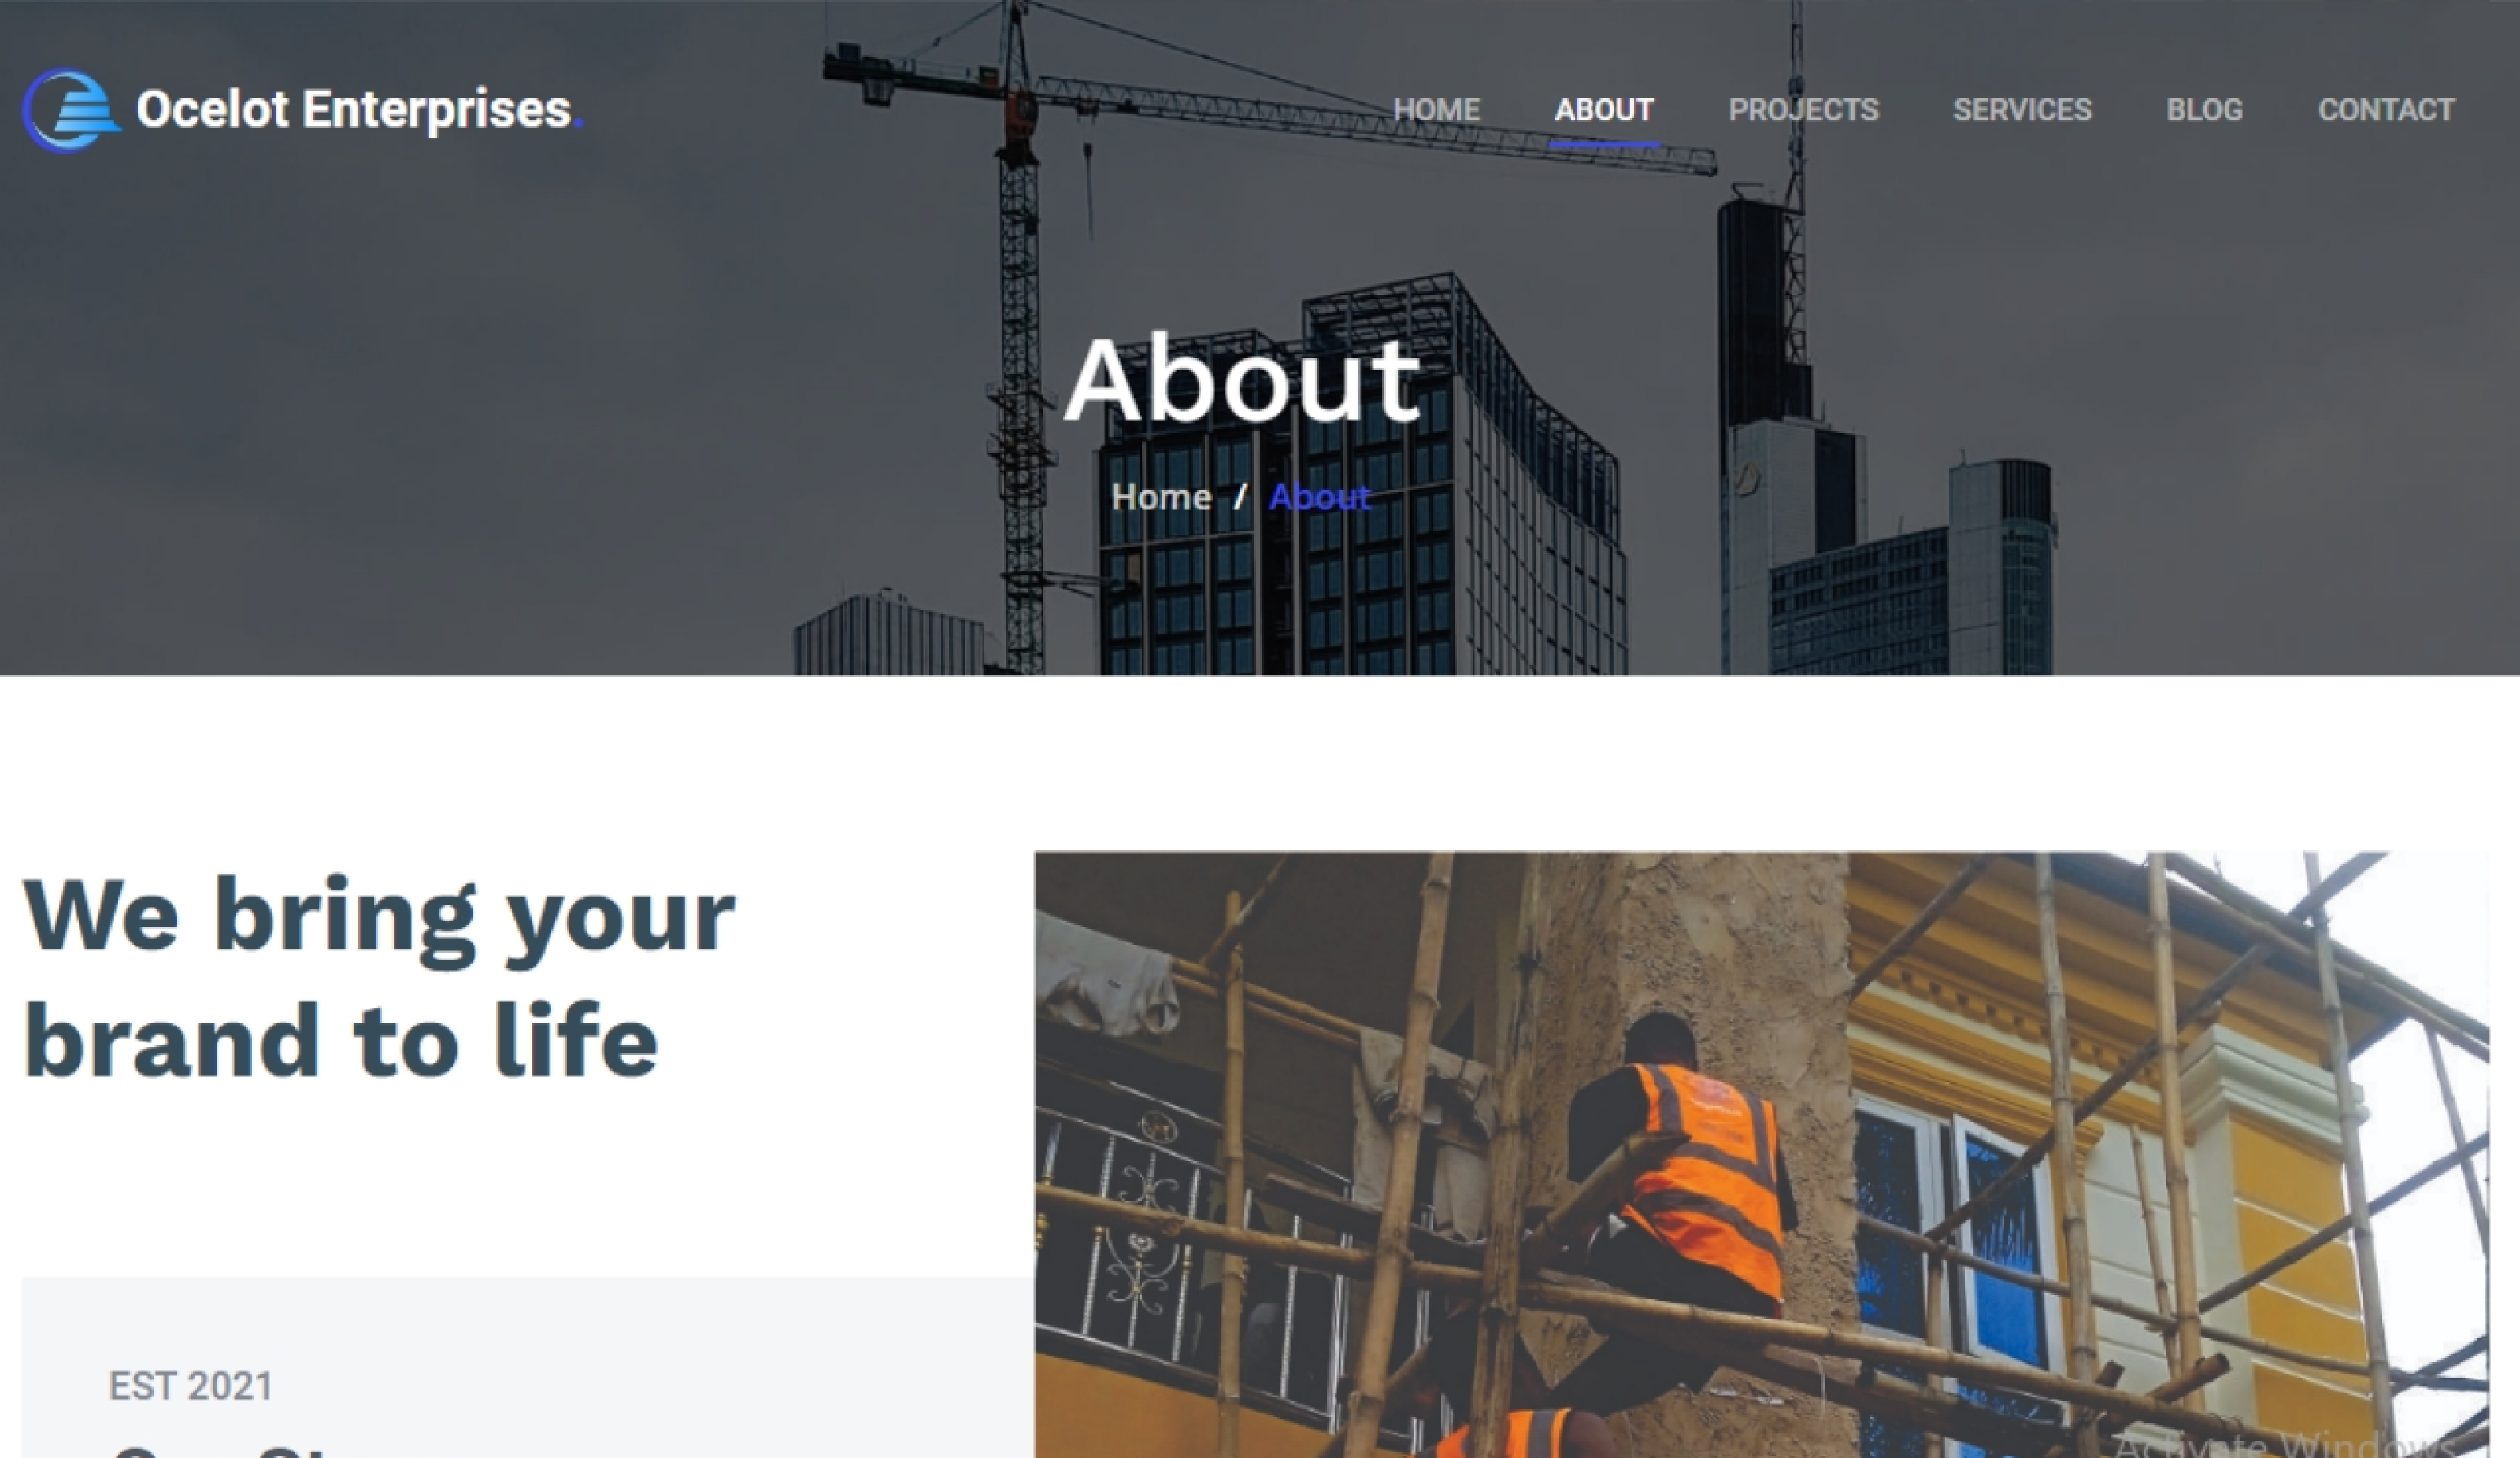 Ocelot Enterprises.
HOME ABOUT PROJECTS SERVICES BLOG CONTACT
About
Home / About
We bring your
brand to life
EST 2021
Activate Windows